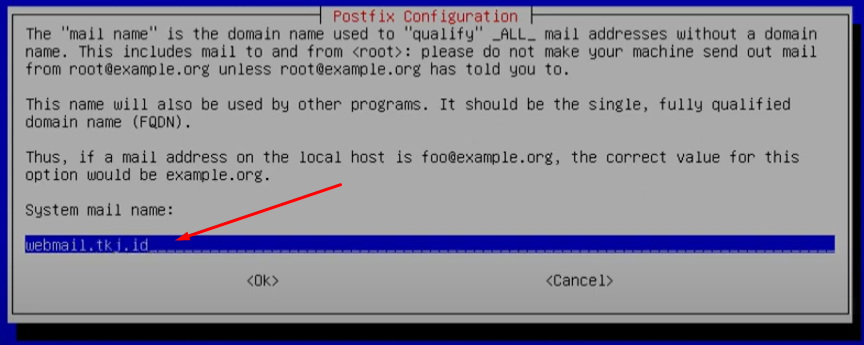 Postfix Configuration
The "mail name" is the domain name used to "qualify" _ALL_ mail addresses without a domain
name. This includes mail to and from <root>: please do not make your machine send out mail
from root@example.org unless root@example.org has told you to.
This name will also be used by other programs. It should be the single, fully qualified
domain name (FQDN).
Thus, if a mail address on the local host is foo@example.org, the correct value for this
option would be example.org.
System mail name:
webmail.tkj.id
<Ok> <Cancel>